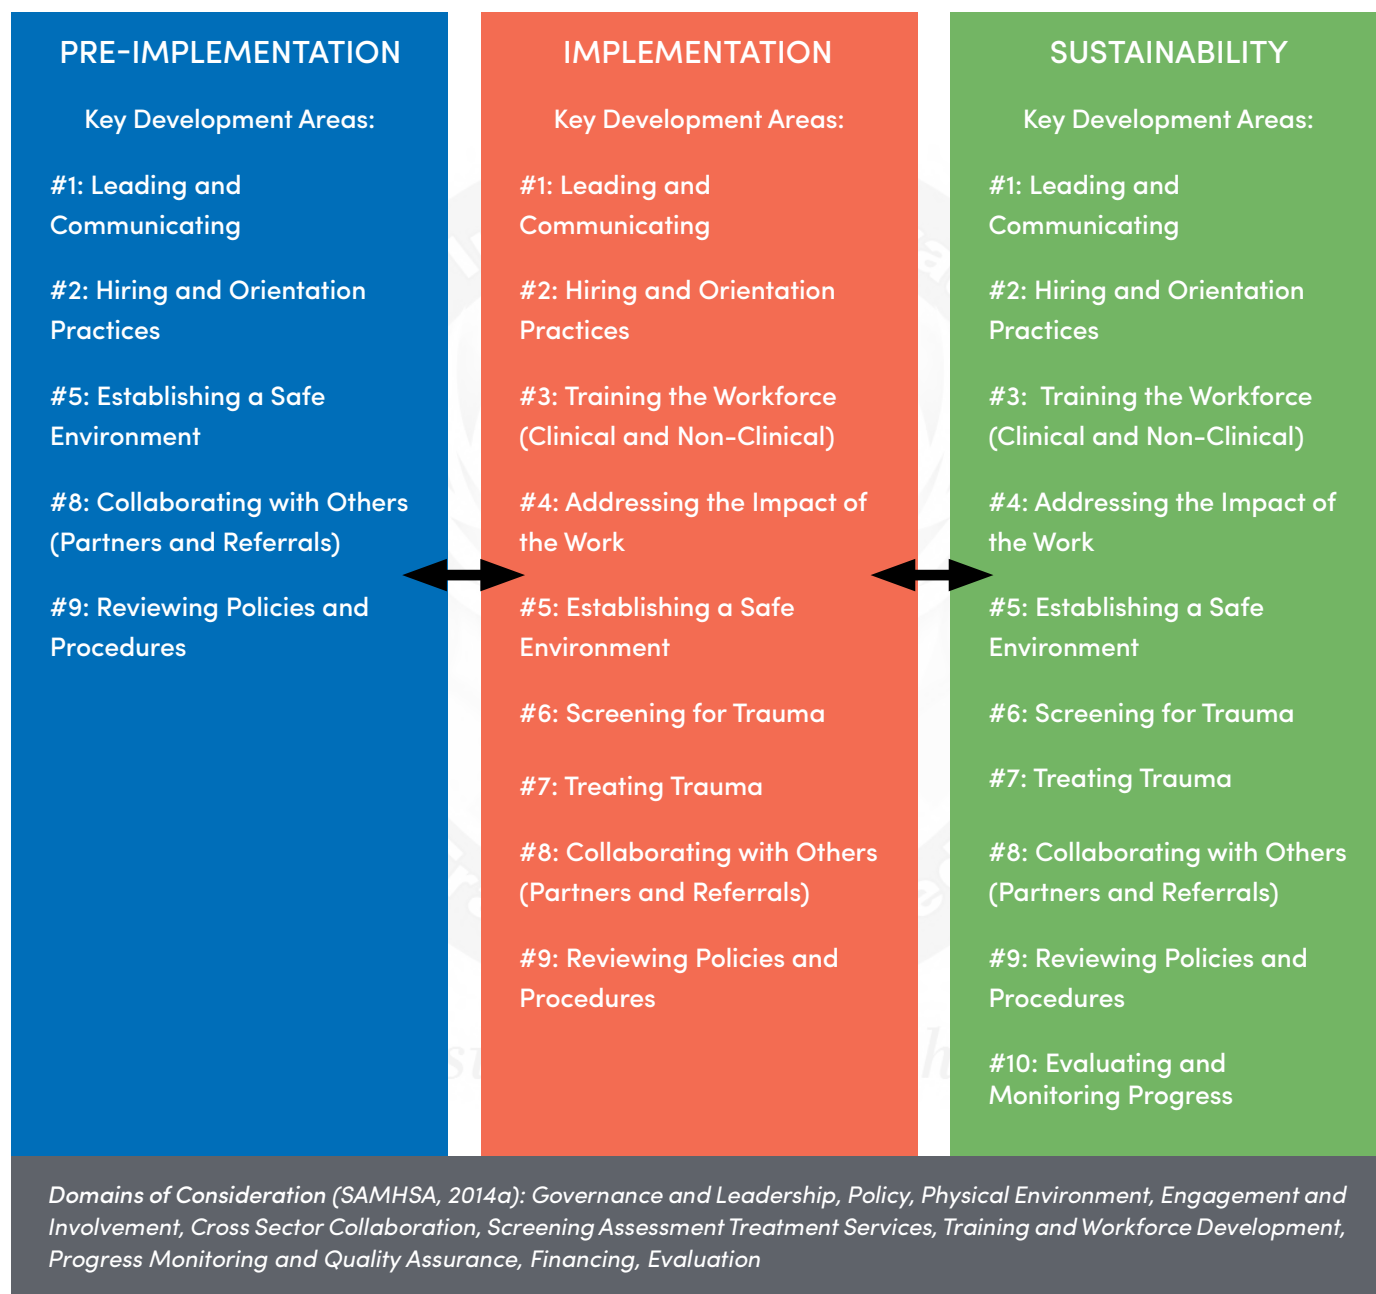 PRE-IMPLEMENTATION
Key Development Areas:
#1: Leading and
Communicating
#2: Hiring and Orientation
Practices
#5: Establishing a Safe
Environment
#8: Collaborating with Others
(Partners and Referrals)
#9: Reviewing Policies and
Procedures
IMPLEMENTATION
Key Development Areas:
#1: Leading and
Communicating
#2: Hiring and Orientation
Practices
#3: Training the Workforce
(Clinical and Non-Clinical)
#4: Addressing the Impact of
the Work
#5: Establishing a Safe
Environment
#6: Screening for Trauma
#7: Treating Trauma
#8: Collaborating with Others
(Partners and Referrals)
#9: Reviewing Policies and
Procedures
SUSTAINABILITY
Key Development Areas:
#1: Leading and
Communicating
#2: Hiring and Orientation
Practices
#3:  Training the Workforce
(Clinical and Non-Clinical)
#4: Addressing the Impact of
the Work
#5: Establishing a Safe
Environment
#6: Screening for Trauma
#7: Treating Trauma
#8: Collaborating with Others
(Partners and Referrals)
#9: Reviewing Policies and
Procedures
#10: Evaluating and
Monitoring Progress
Domains of Consideration (SAMHSA, 2014a): Governance and Leadership, Policy, Physical Environment, Engagement and
Involvement, Cross Sector Collaboration, Screening Assessment Treatment Services, Training and Workforce Development,
Progress Monitoring and Quality Assurance, Financing, Evaluation